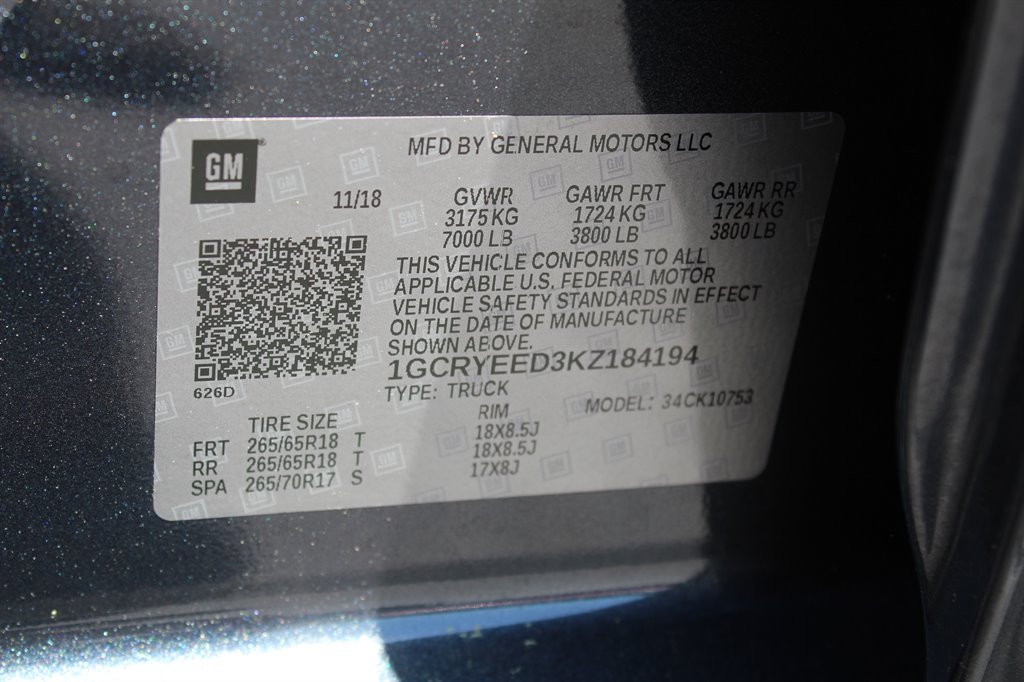 GM
MFD BY GENERAL MOTORS LLC
11/18
GVWR GAWR FRT GAWR RR
3175 KG 1724 KG 1724 KG
7000 LB 3800 LB 3800 LB
THIS VEHICLE CONFORMS TO ALL
APPLICABLE U.S. FEDERAL MOTOR
VEHICLE SAFETY STANDARDS IN EFFECT
ON THE DATE OF MANUFACTURE
SHOWN ABOVE.
1GCRYEED3KZ184194
626D
TYPE: TRUCK
MODEL: 34CK10753
TIRE SIZE RIM
FRT 265/65R18 T 18X8.5J
RR 265/65R18 T 18X8.5J
SPA 265/70R17 S 17X8J